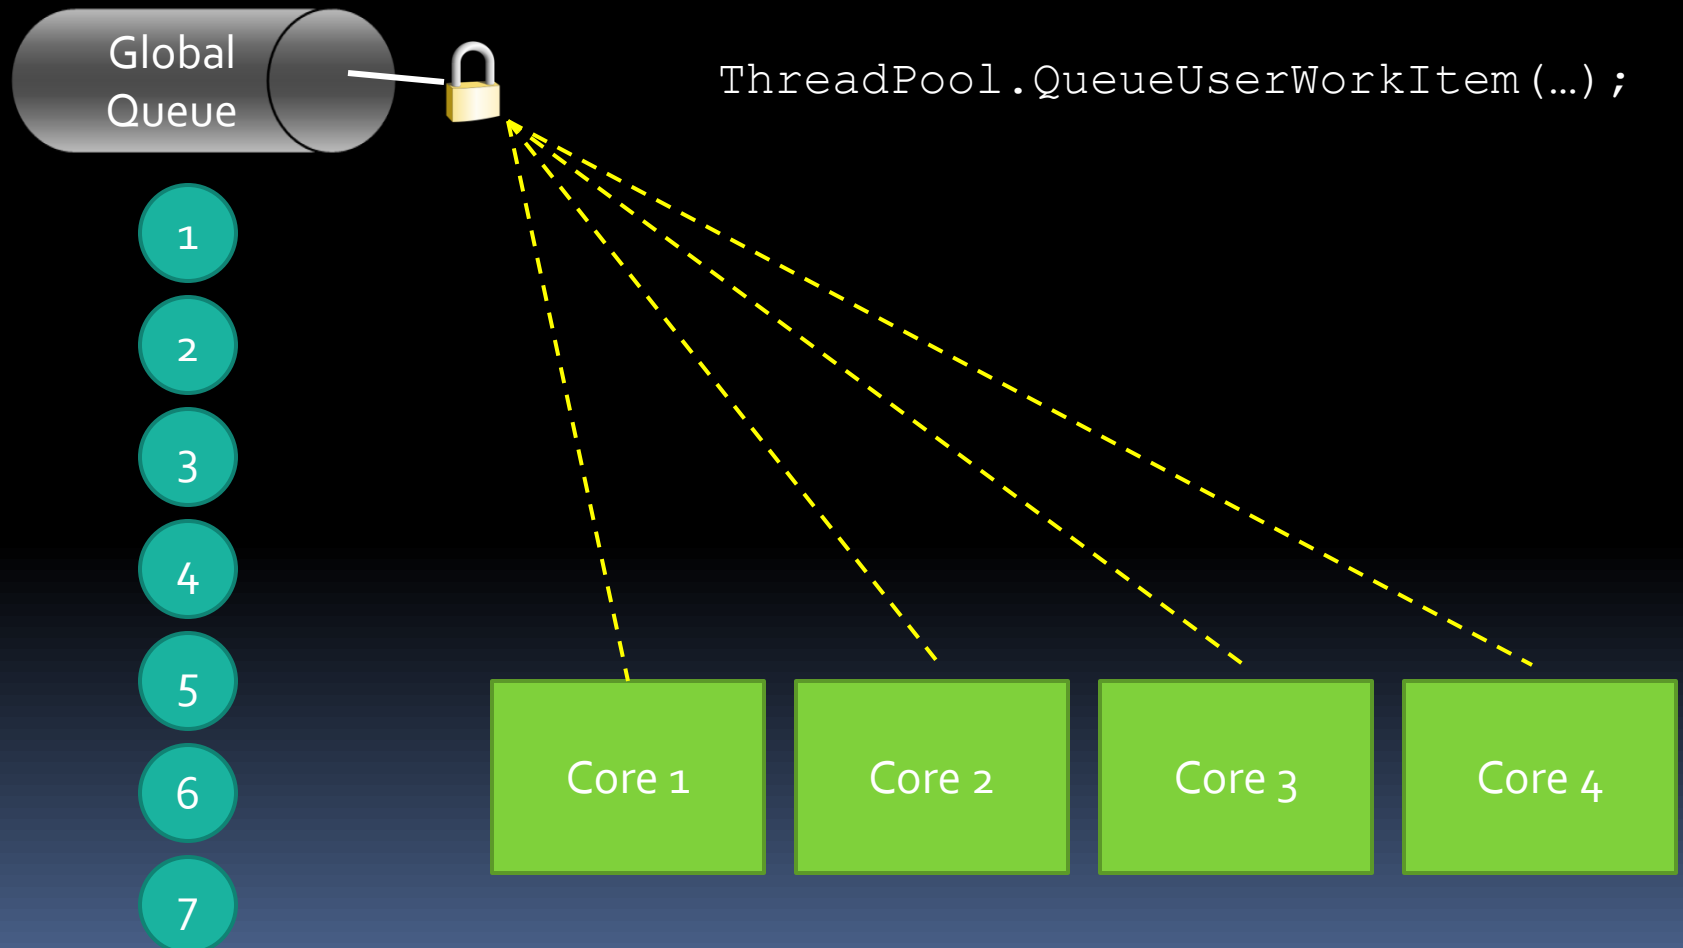 Global
Queue
ThreadPool.QueueUserWorkItem(…);
1
2
3
4
5
6
7
Core 1
Core 2
Core 3
Core 4